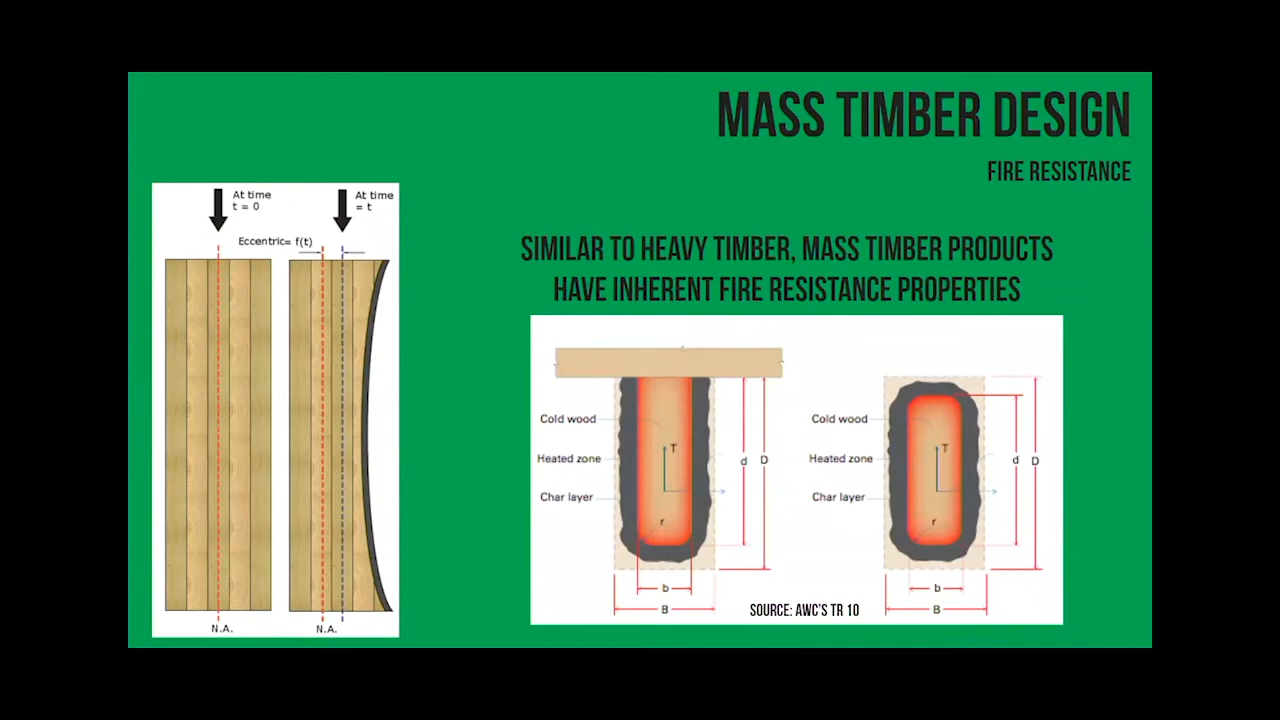 MASS TIMBER DESIGN
FIRE RESISTANCE
At time
t = 0
At time
= t
Eccentric= f(t)
N.A.
N.A.
SIMILAR TO HEAVY TIMBER, MASS TIMBER PRODUCTS
HAVE INHERENT FIRE RESISTANCE PROPERTIES
Cold wood
Heated zone
Char layer
T
r
d
D
b
B
Cold wood
Heated zone
Char layer
T
r
d
D
b
B
SOURCE: AWC'S TR 10